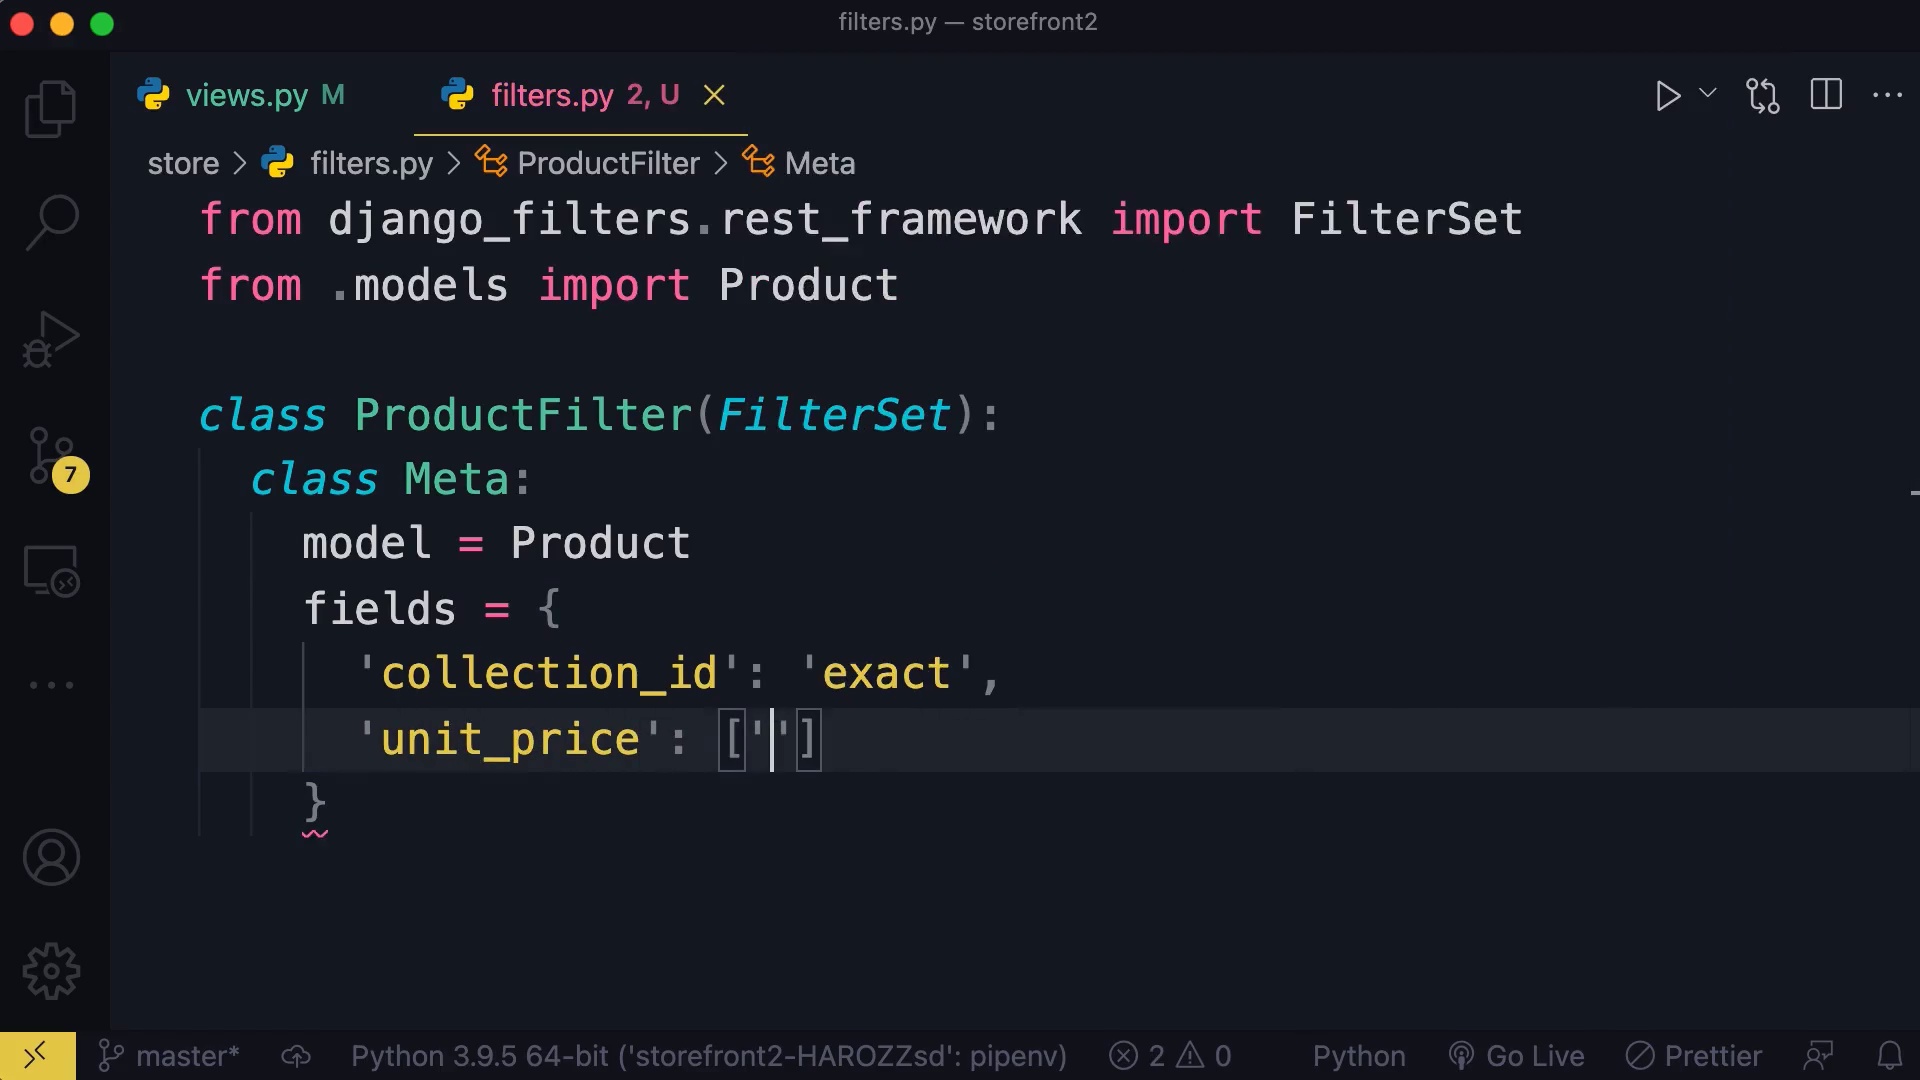 filters.py — storefront2
views.py M filters.py 2, U
store > filters.py > ProductFilter > Meta
from django_filters.rest_framework import FilterSet
from .models import Product
class ProductFilter(FilterSet):
class Meta:
model = Product
fields = {
'collection_id': 'exact',
'unit_price': ['']
}
7
master* Python 3.9.5 64-bit ('storefront2-HAROZZsd': pipenv) 2 0 Python Go Live Prettier